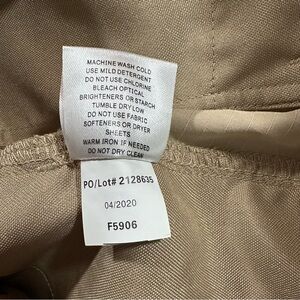 MACHINE WASH COLD
USE MILD DETERGENT
DO NOT USE CHLORINE
BLEACH OPTICAL
BRIGHTENERS OR STARCH
TUMBLE DRY LOW
DO NOT USE FABRIC
SOFTENERS OR DRYER
SHEETS
WARM IRON IF NEEDED
DO NOT DRY CLEAN
PO/Lot# 2128635
04/2020
F5906